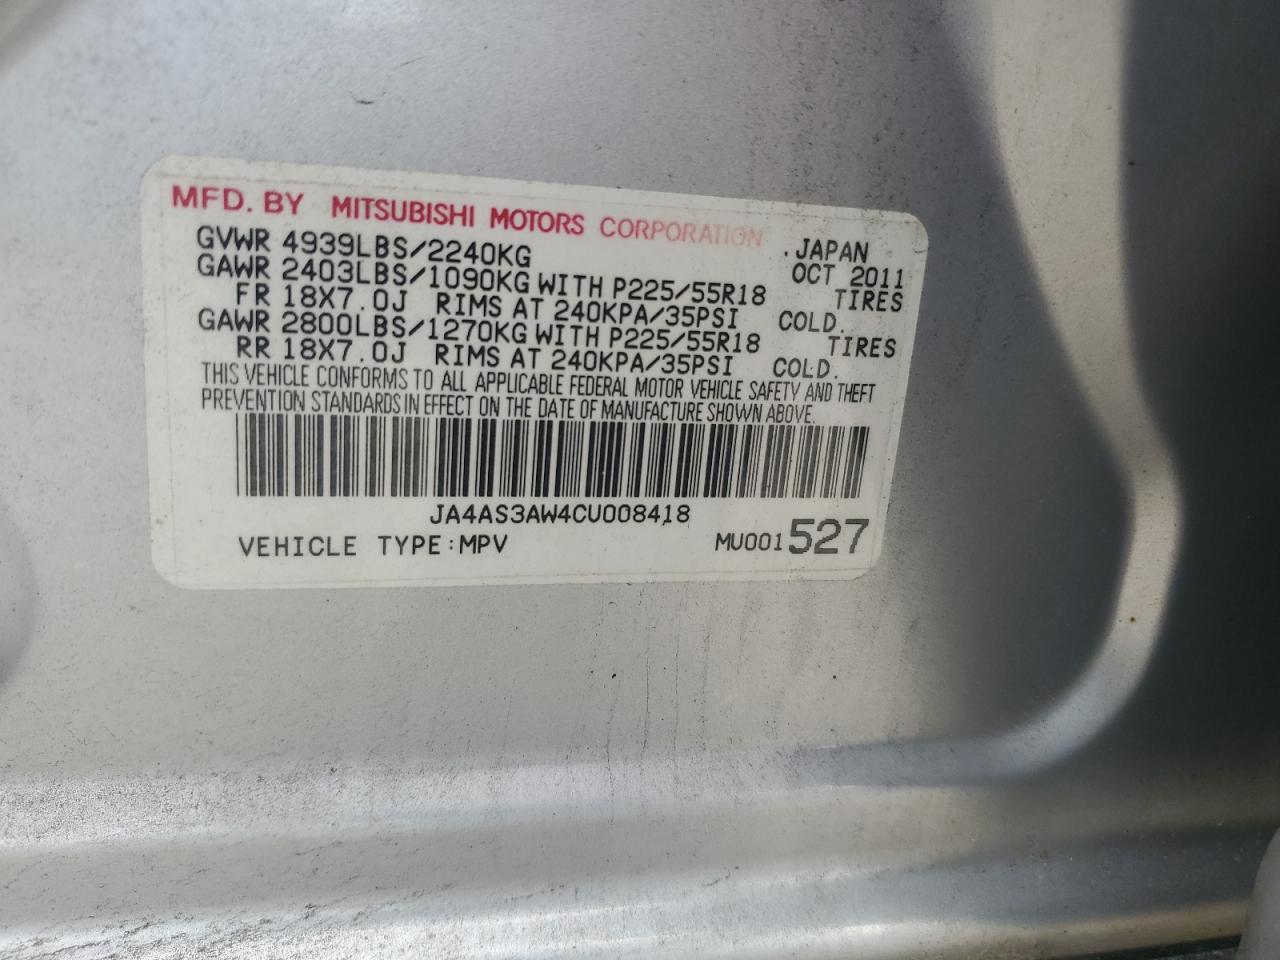 MFD. BY MITSUBISHI MOTORS CORPORATION
GVWR 4939LBS/2240KG . JAPAN
GAWR 2403LBS/1090KG WITH P225/55R18 OCT 2011
FR 18X7.0J RIMS AT 240KPA/35PSI TIRES
GAWR 2800LBS/1270KG WITH P225/55R18 COLD.
RR 18X7.0J RIMS AT 240KPA/35PSI TIRES
COLD.
THIS VEHICLE CONFORMS TO ALL APPLICABLE FEDERAL MOTOR VEHICLE SAFETY AND THEFT
PREVENTION STANDARDS IN EFFECT ON THE DATE OF MANUFACTURE SHOWN ABOVE.
JA4AS3AW4CU008418
VEHICLE TYPE:MPV MU001527